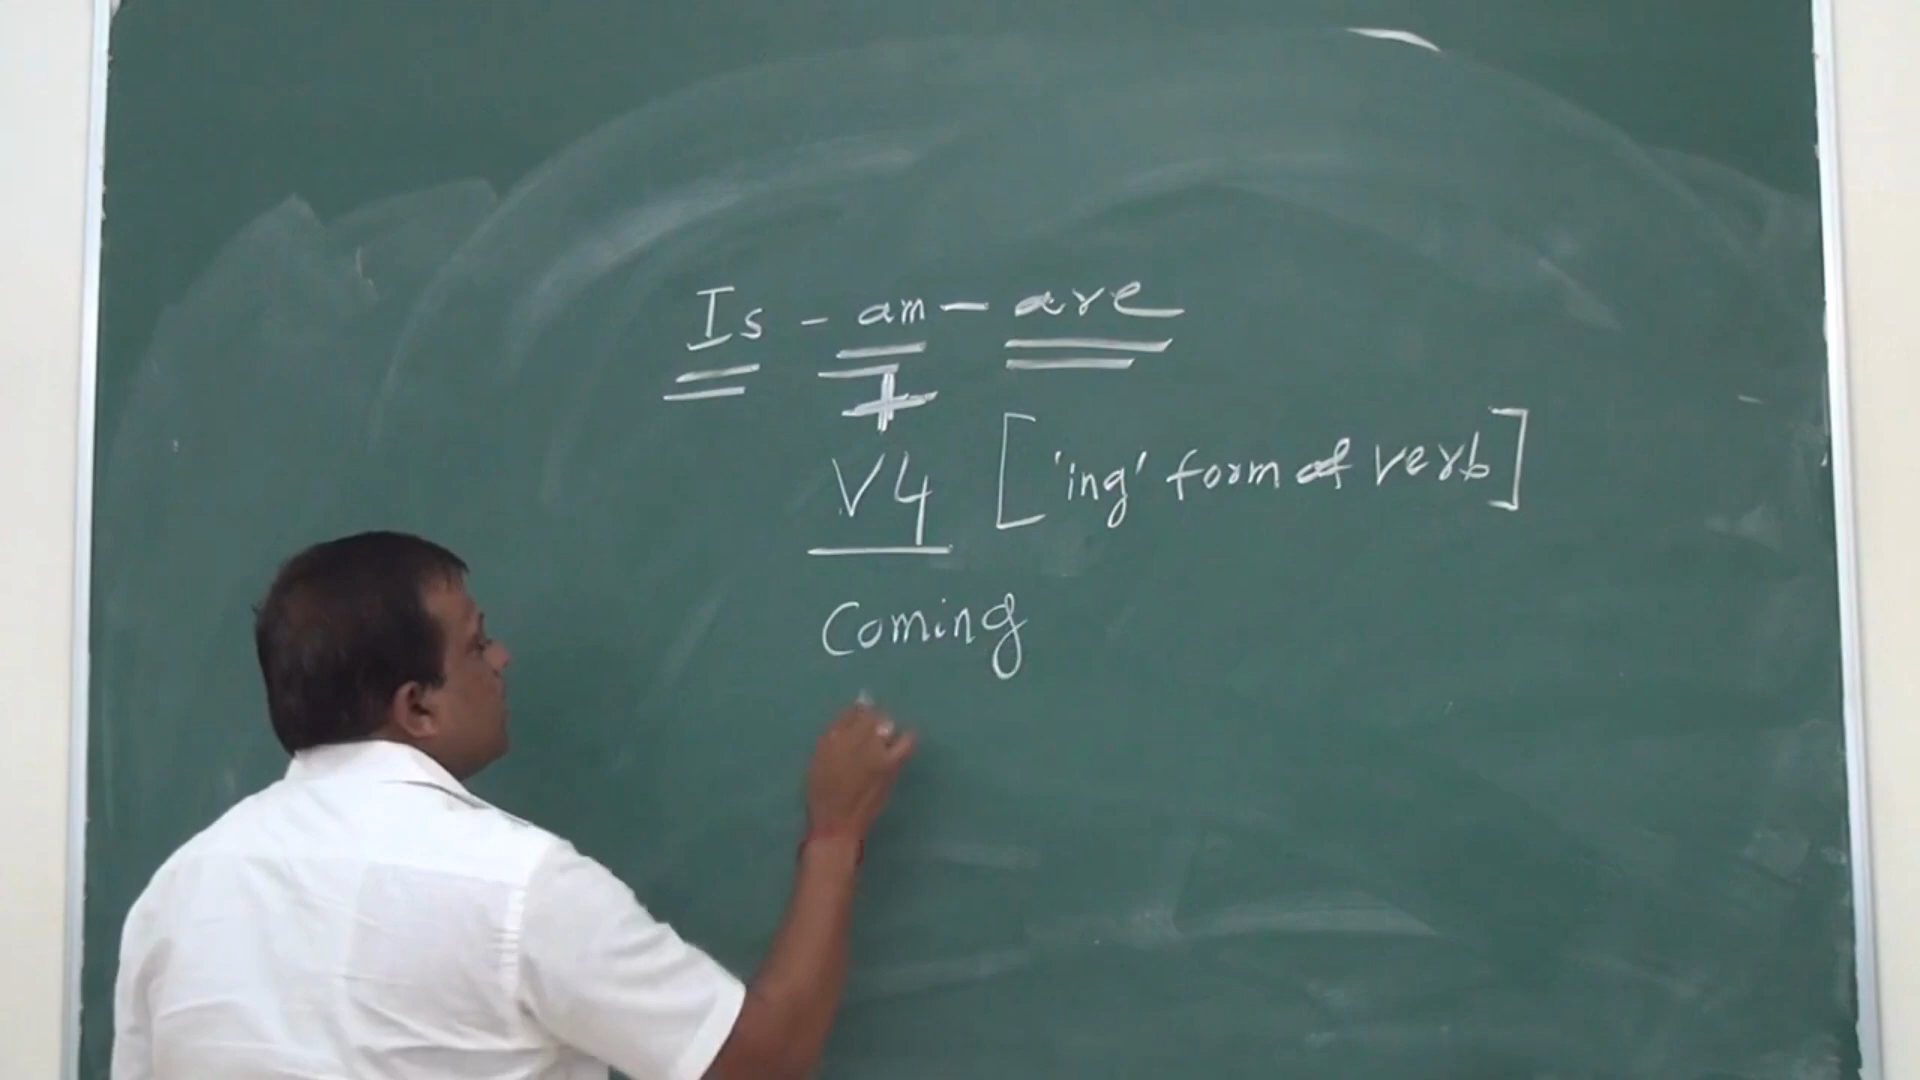 Is - am - are
+
V4 ['ing' form of verb]
Coming